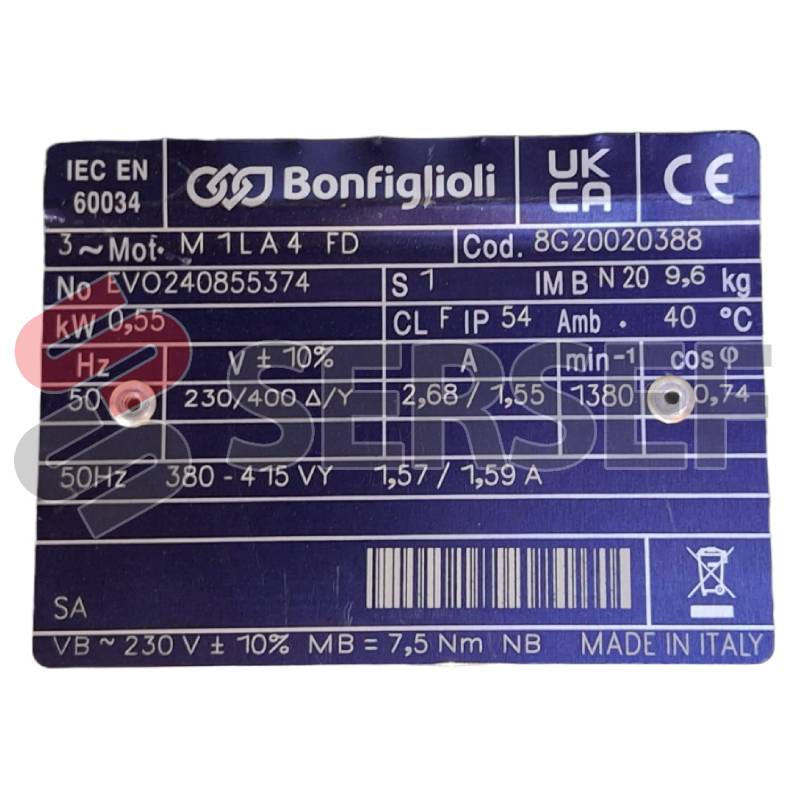 IEC EN
60034
Bonfiglioli
UK
CA
CE
3~Mot. M 1LA4 FD Cod. 8G20020388
No EVO240855374 S 1 IM B N 20 9,6 kg
kW 0,55 CL F IP 54 Amb. 40 °C
Hz V ± 10% A min-1 cosφ
50 230/400 Δ/Y 2,68 / 1,55 1380 0,74
SERSEF
50Hz 380 - 415 VY 1,57 / 1,59 A
SA
VB ~ 230 V ± 10% MB = 7,5 Nm NB MADE IN ITALY